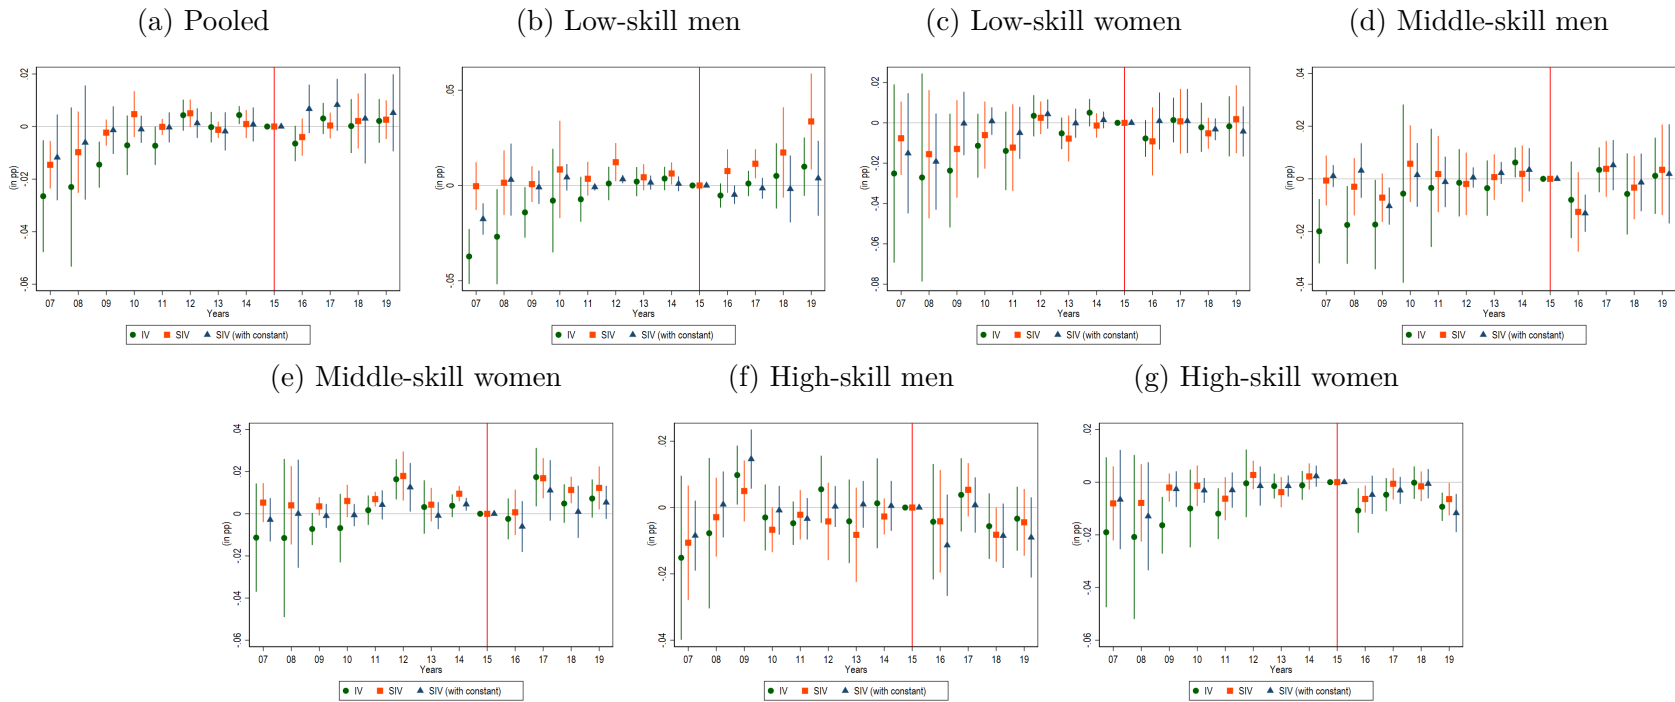 (a) Pooled
.02
0
-.02
-.04
-.06
(in pp)
07 08 09 10 11 12 13 14 15 16 17 18 19
Years
IV SIV SIV (with constant)
(b) Low-skill men
.05
0
-.05
(in pp)
07 08 09 10 11 12 13 14 15 16 17 18 19
Years
IV SIV SIV (with constant)
(c) Low-skill women
.02
0
-.02
-.04
-.06
-.08
(in pp)
07 08 09 10 11 12 13 14 15 16 17 18 19
Years
IV SIV SIV (with constant)
(d) Middle-skill men
.04
.02
0
-.02
-.04
(in pp)
07 08 09 10 11 12 13 14 15 16 17 18 19
Years
IV SIV SIV (with constant)
(e) Middle-skill women
.04
.02
0
-.02
-.04
-.06
(in pp)
07 08 09 10 11 12 13 14 15 16 17 18 19
Years
IV SIV SIV (with constant)
(f) High-skill men
.02
0
-.02
-.04
(in pp)
07 08 09 10 11 12 13 14 15 16 17 18 19
Years
IV SIV SIV (with constant)
(g) High-skill women
.02
0
-.02
-.04
-.06
(in pp)
07 08 09 10 11 12 13 14 15 16 17 18 19
Years
IV SIV SIV (with constant)